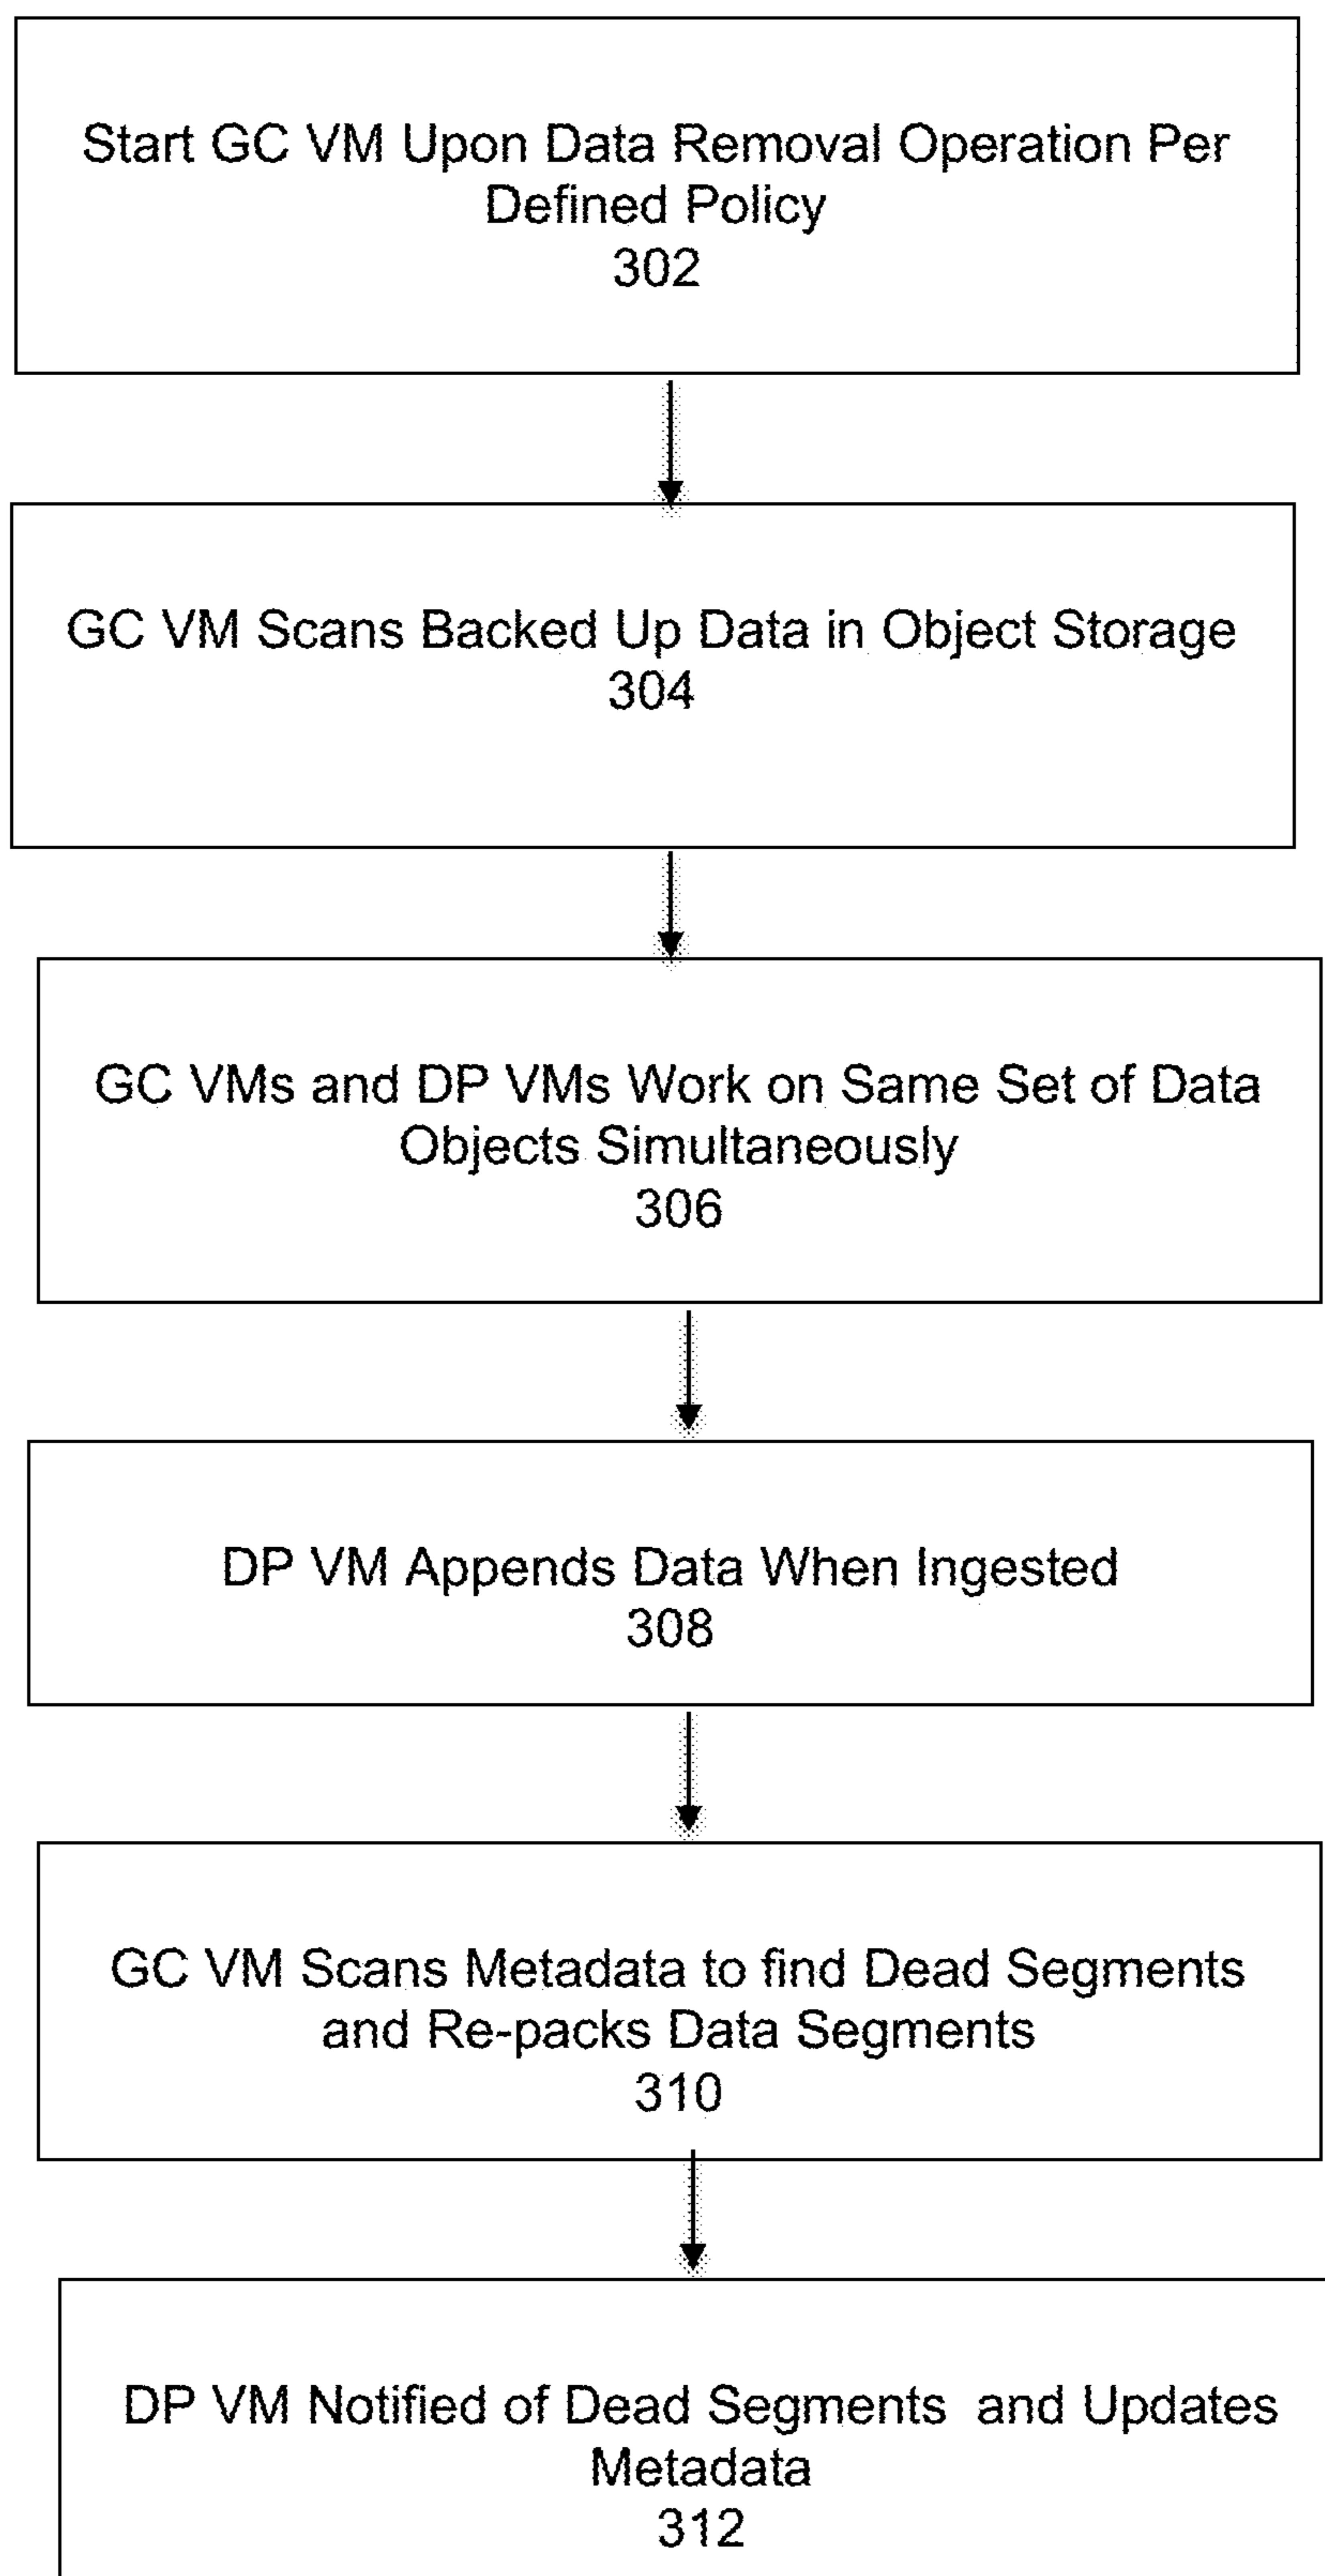 Start GC VM Upon Data Removal Operation Per
Defined Policy
302
GC VM Scans Backed Up Data in Object Storage
304
GC VMs and DP VMs Work on Same Set of Data
Objects Simultaneously
306
DP VM Appends Data When Ingested
308
GC VM Scans Metadata to find Dead Segments
and Re-packs Data Segments
310
DP VM Notified of Dead Segments and Updates
Metadata
312